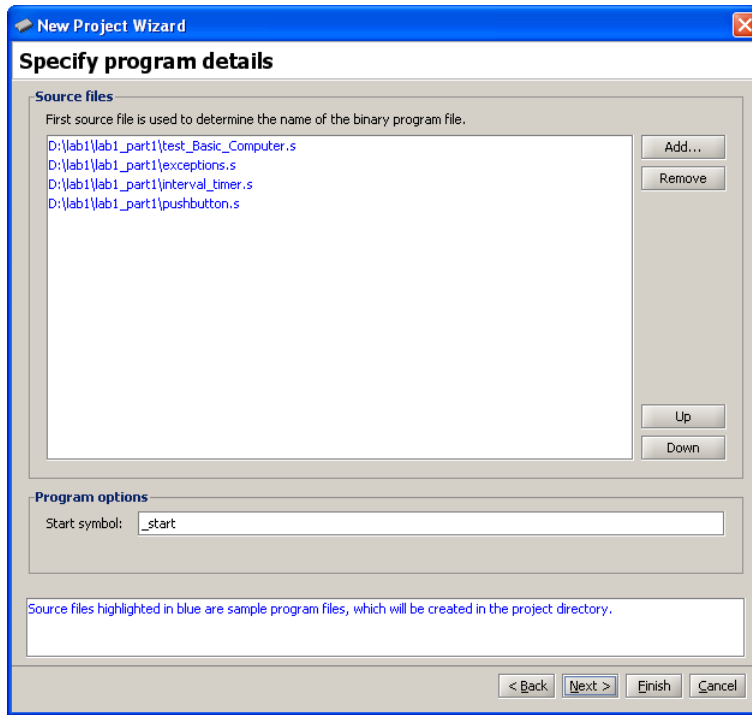 New Project Wizard
Specify program details
Source files
First source file is used to determine the name of the binary program file.
D:\lab1\lab1_part1\test_Basic_Computer.s
D:\lab1\lab1_part1\exceptions.s
D:\lab1\lab1_part1\interval_timer.s
D:\lab1\lab1_part1\pushbutton.s
Add...
Remove
Up
Down
Program options
Start symbol: _start
Source files highlighted in blue are sample program files, which will be created in the project directory.
< Back Next > Finish Cancel